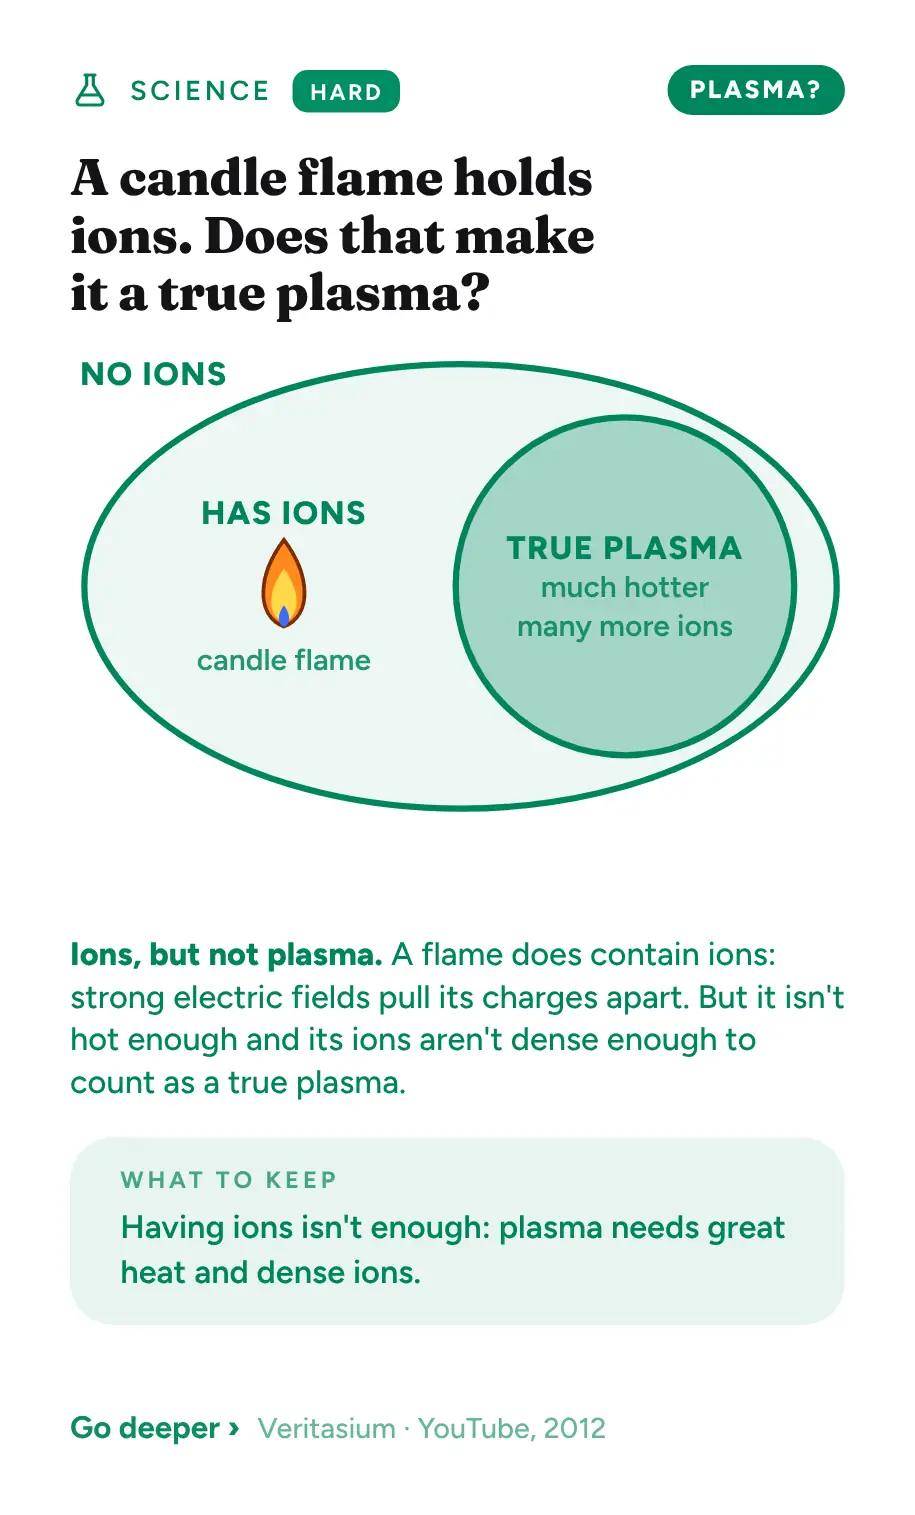 SCIENCE HARD PLASMA?
A candle flame holds
ions. Does that make
it a true plasma?
NO IONS
HAS IONS
candle flame
TRUE PLASMA
much hotter
many more ions
Ions, but not plasma. A flame does contain ions:
strong electric fields pull its charges apart. But it isn't
hot enough and its ions aren't dense enough to
count as a true plasma.
WHAT TO KEEP
Having ions isn't enough: plasma needs great
heat and dense ions.
Go deeper › Veritasium · YouTube, 2012